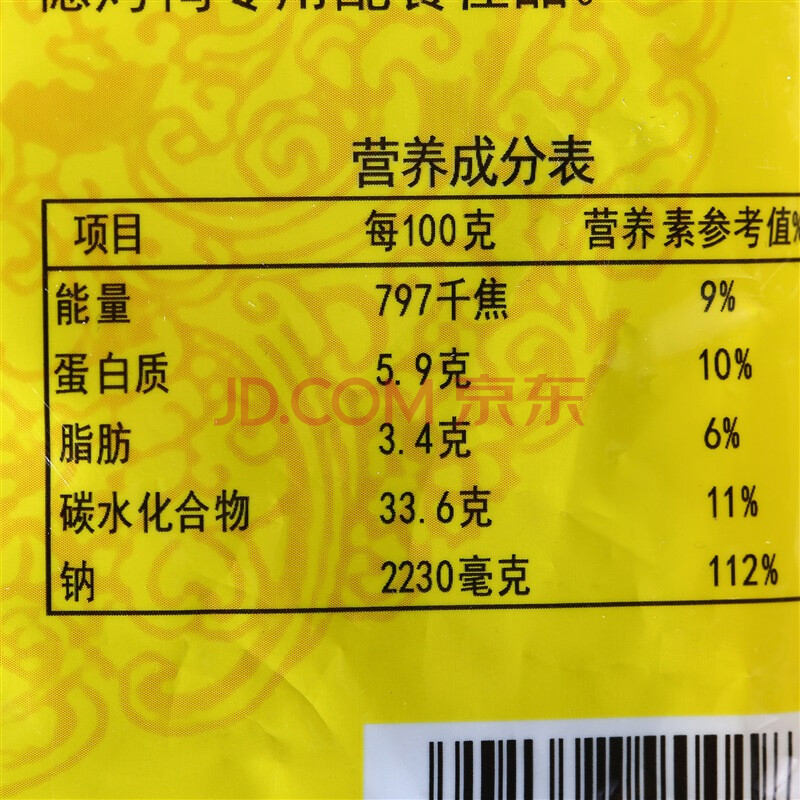 营养成分表
项目 每100克 营养素参考值%
能量 797千焦 9%
蛋白质 5.9克 10%
JD.COM 京东
脂肪 3.4克 6%
碳水化合物 33.6克 11%
钠 2230毫克 112%